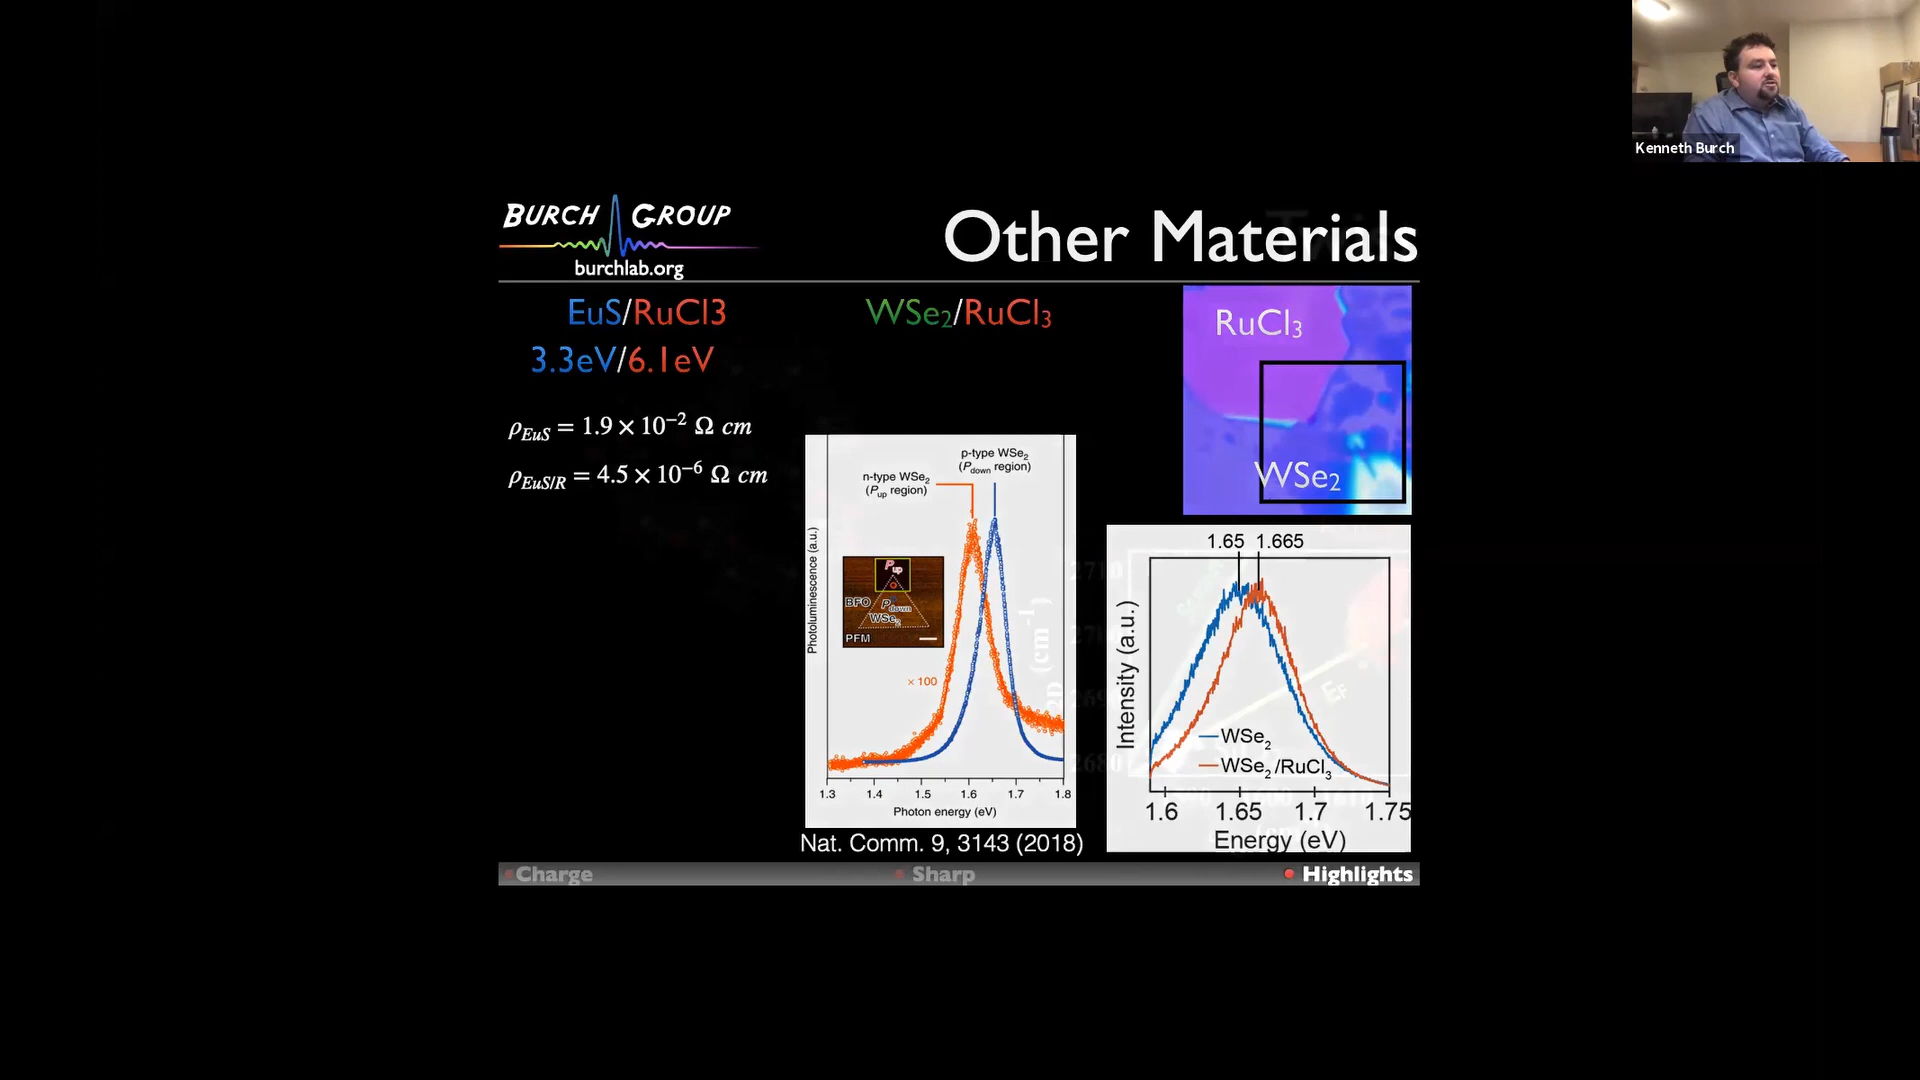 Kenneth Burch
BURCH GROUP
burchlab.org
Other Materials
EuS/RuCl3
3.3eV/6.1eV
ρEuS = 1.9 × 10−2 Ω cm
ρEuS/R = 4.5 × 10−6 Ω cm
WSe2/RuCl3
RuCl3
WSe2
p-type WSe2
(Pdown region)
n-type WSe2
(Pup region)
Photoluminescence (a.u.)
Pup
BFO
Pdown
WSe2
PFM
× 100
1.3 1.4 1.5 1.6 1.7 1.8
Photon energy (eV)
Nat. Comm. 9, 3143 (2018)
1.65 1.665
Intensity (a.u.)
WSe2
WSe2/RuCl3
1.6 1.65 1.7 1.75
Energy (eV)
EF
(cm−1)
Charge
Sharp
Highlights